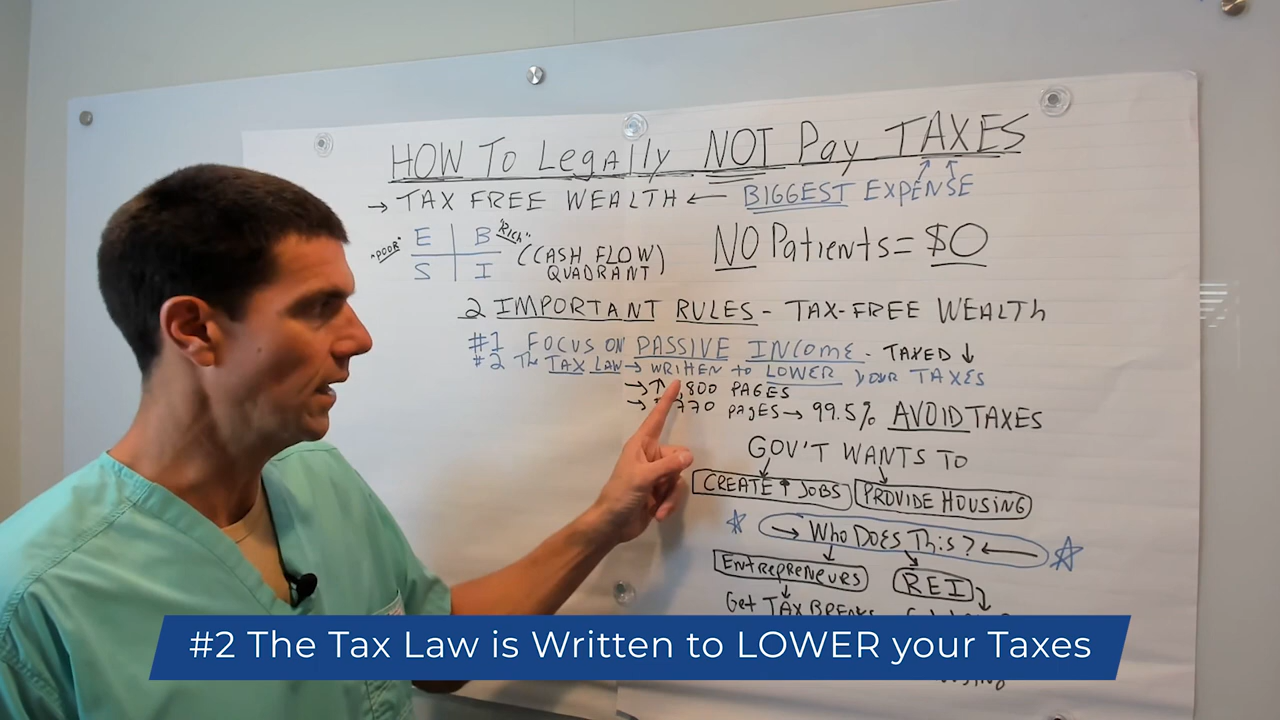 HOW To Legally NOT Pay TAXES
→ TAX FREE WEALTH ← BIGGEST EXPENSE
"POOR" E B "RICH" (CASH FLOW
S I QUADRANT)
NO Patients = $0
2 IMPORTANT RULES - TAX-FREE WEALTH
#1 FOCUS ON PASSIVE INCOME - TAXED ↓
#2 The TAX LAW → WRITTEN to LOWER your TAXES
→ ,800 PAGES
→ 770 PAGES → 99.5% AVOID TAXES
GOV'T WANTS TO
CREATE ↑ JOBS PROVIDE HOUSING
→ Who Does This? ←
ENTREPRENEURS REI
Get TAX BREAKS
#2 The Tax Law is Written to LOWER your Taxes